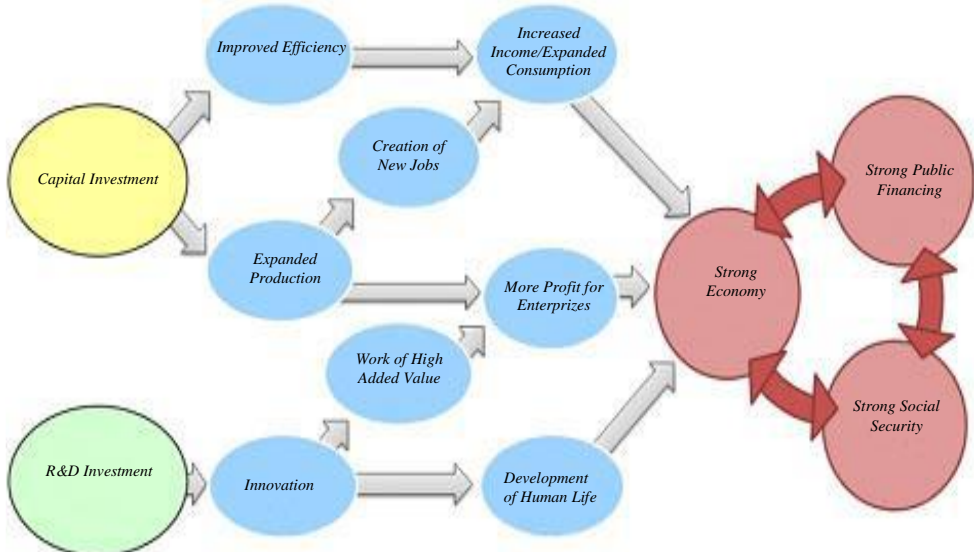 Improved Efficiency
Increased
Income/Expanded
Consumption
Capital Investment
Creation of
New Jobs
Strong Public
Financing
Expanded
Production
More Profit for
Enterprizes
Strong
Economy
Work of High
Added Value
Strong Social
Security
R&D Investment
Innovation
Development
of Human Life